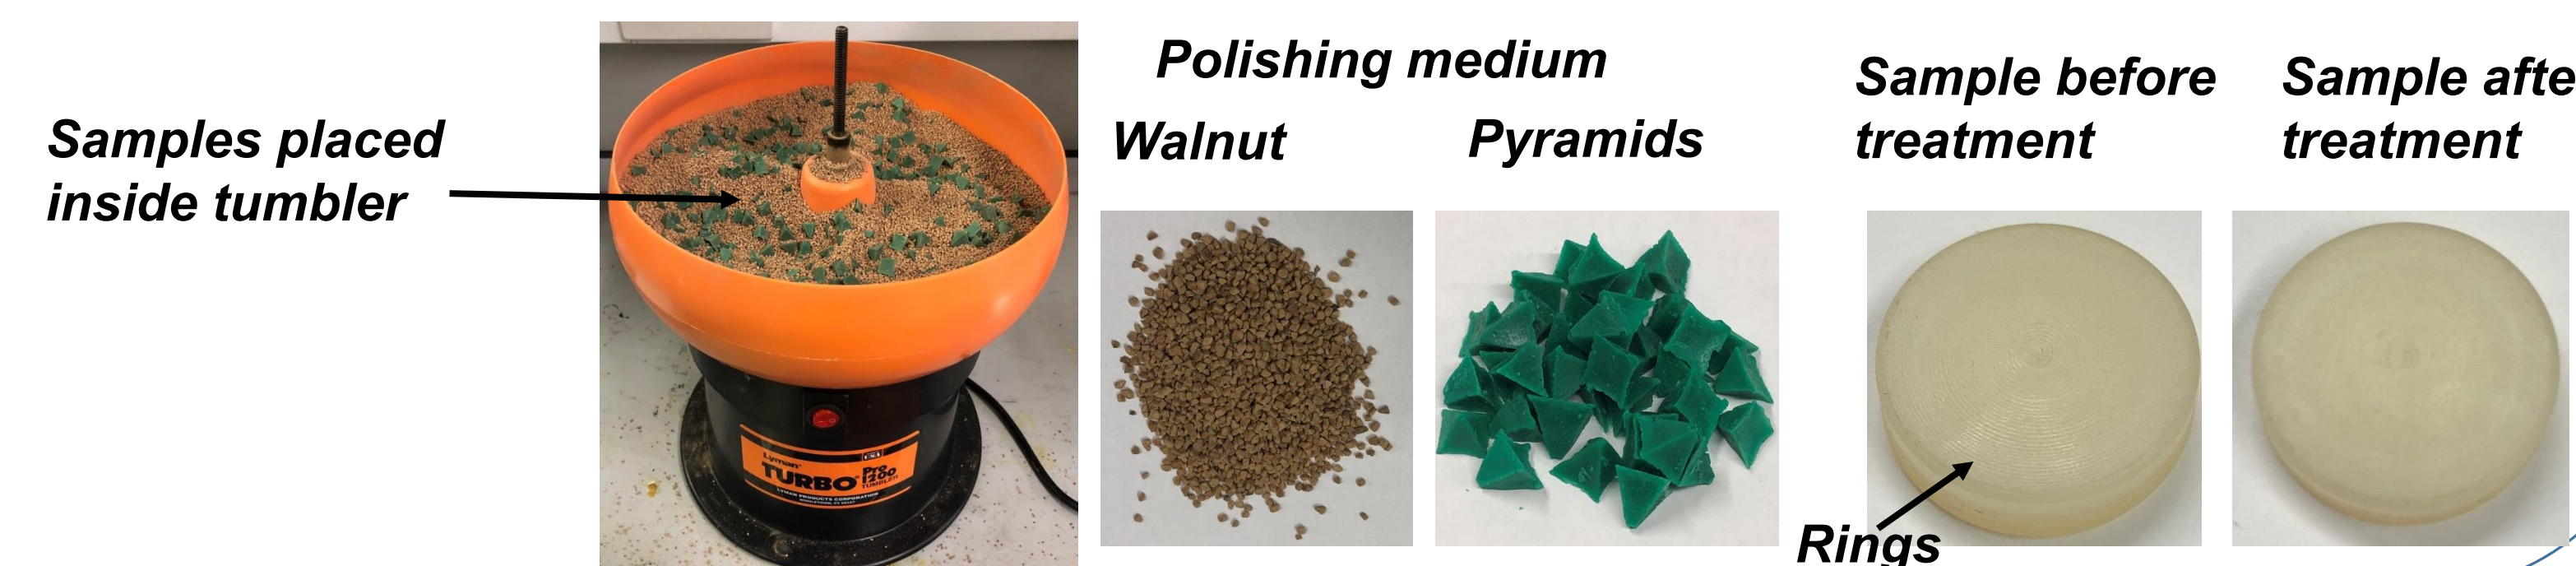 Samples placed
inside tumbler
Polishing medium
Walnut
Pyramids
Sample before
treatment
Sample afte
treatment
Rings
Lyman
USA
TURBO Pro
1200
TUMBLER
LYMAN PRODUCTS CORPORATION